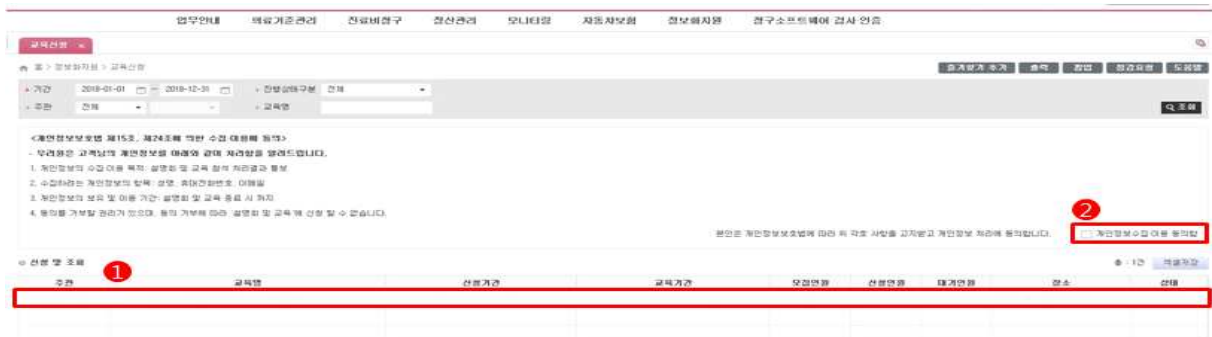 업무안내 의료기준관리 진료비청구 정산관리 모니터링 자동차보험 정보화지원 청구소프트웨어 검사 인증
교육신청 ×
홈 > 정보화지원 > 교육신청
즐겨찾기 추가 출력 팝업 점검요청 도움말
기간 2018-01-01 ~ 2018-12-31 진행상태구분 전체
주관 전체 교육명 조회
<개인정보보호법 제15조, 제24조에 의한 수집·이용에 동의>
- 우리원은 고객님의 개인정보를 아래와 같이 처리함을 알려드립니다.
1. 개인정보의 수집·이용 목적: 설명회 및 교육 참석 처리결과 통보
2. 수집하려는 개인정보의 항목: 성명, 휴대전화번호, 이메일
3. 개인정보의 보유 및 이용 기간: 설명회 및 교육 종료 시 까지
4. 동의를 거부할 권리가 있으며, 동의 거부에 따라 설명회 및 교육에 신청 할 수 없습니다.
2
본인은 개인정보보호법에 따라 위 각호 사항을 고지받고 개인정보 처리에 동의합니다. 개인정보수집·이용 동의함
신청 및 조회 총 : 1건 엑셀저장
1
주관 교육명 신청기간 교육기간 모집인원 신청인원 대기인원 장소 상태